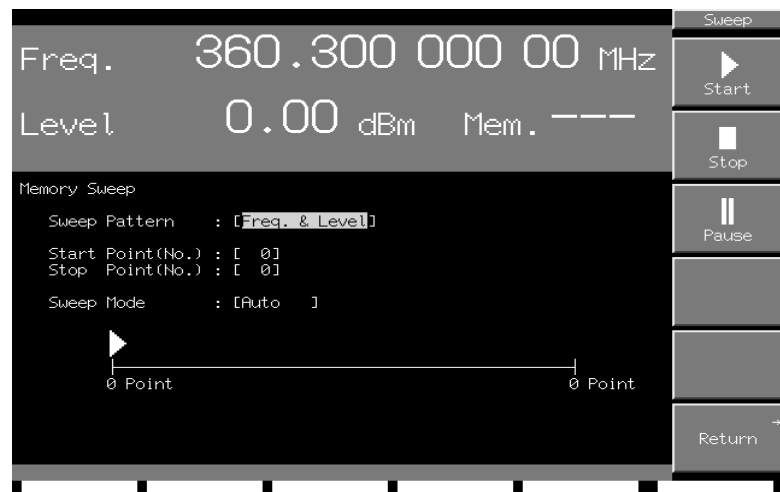 Sweep
Freq. 360.300 000 00 MHz
Start
Level 0.00 dBm Mem. ---
Stop
Memory Sweep
Sweep Pattern : [Freq. & Level]
Pause
Start Point(No.) : [ 0]
Stop Point(No.) : [ 0]
Sweep Mode : [Auto ]
0 Point 0 Point
Return →